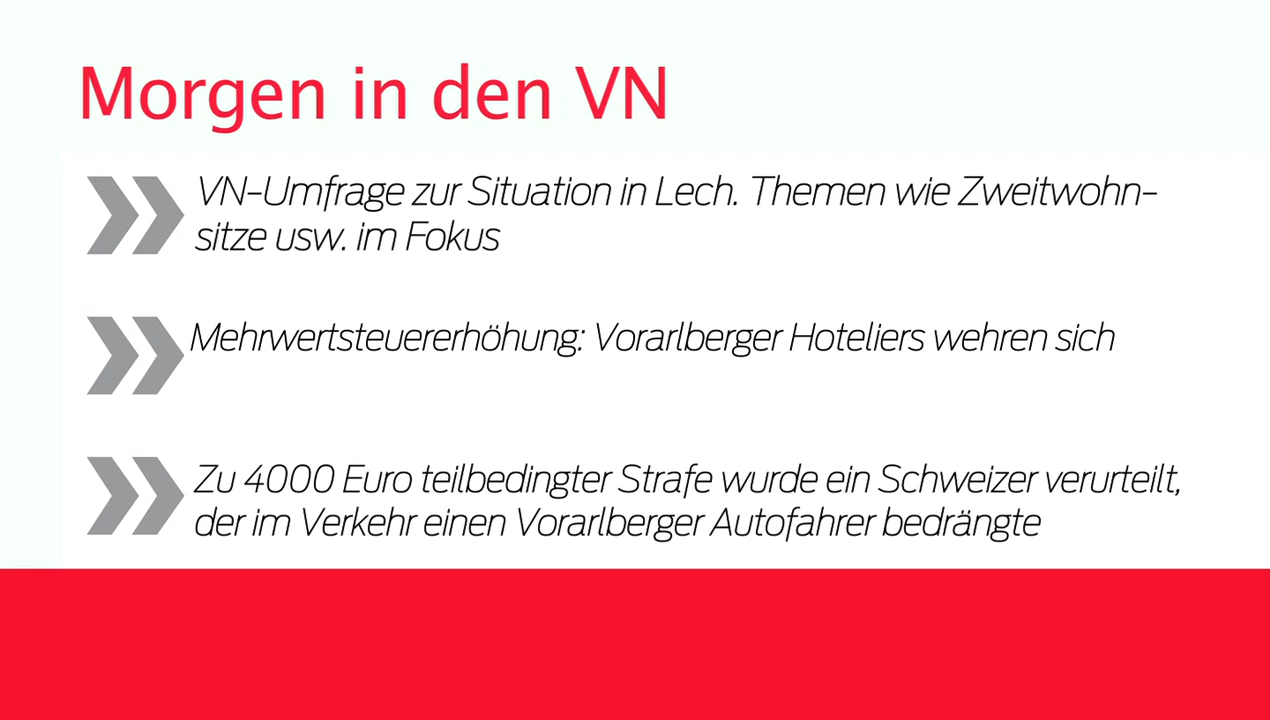 Morgen in den VN
VN-Umfrage zur Situation in Lech. Themen wie Zweitwohn-
sitze usw. im Fokus
Mehrwertsteuererhöhung: Vorarlberger Hoteliers wehren sich
Zu 4000 Euro teilbedingter Strafe wurde ein Schweizer verurteilt,
der im Verkehr einen Vorarlberger Autofahrer bedrängte